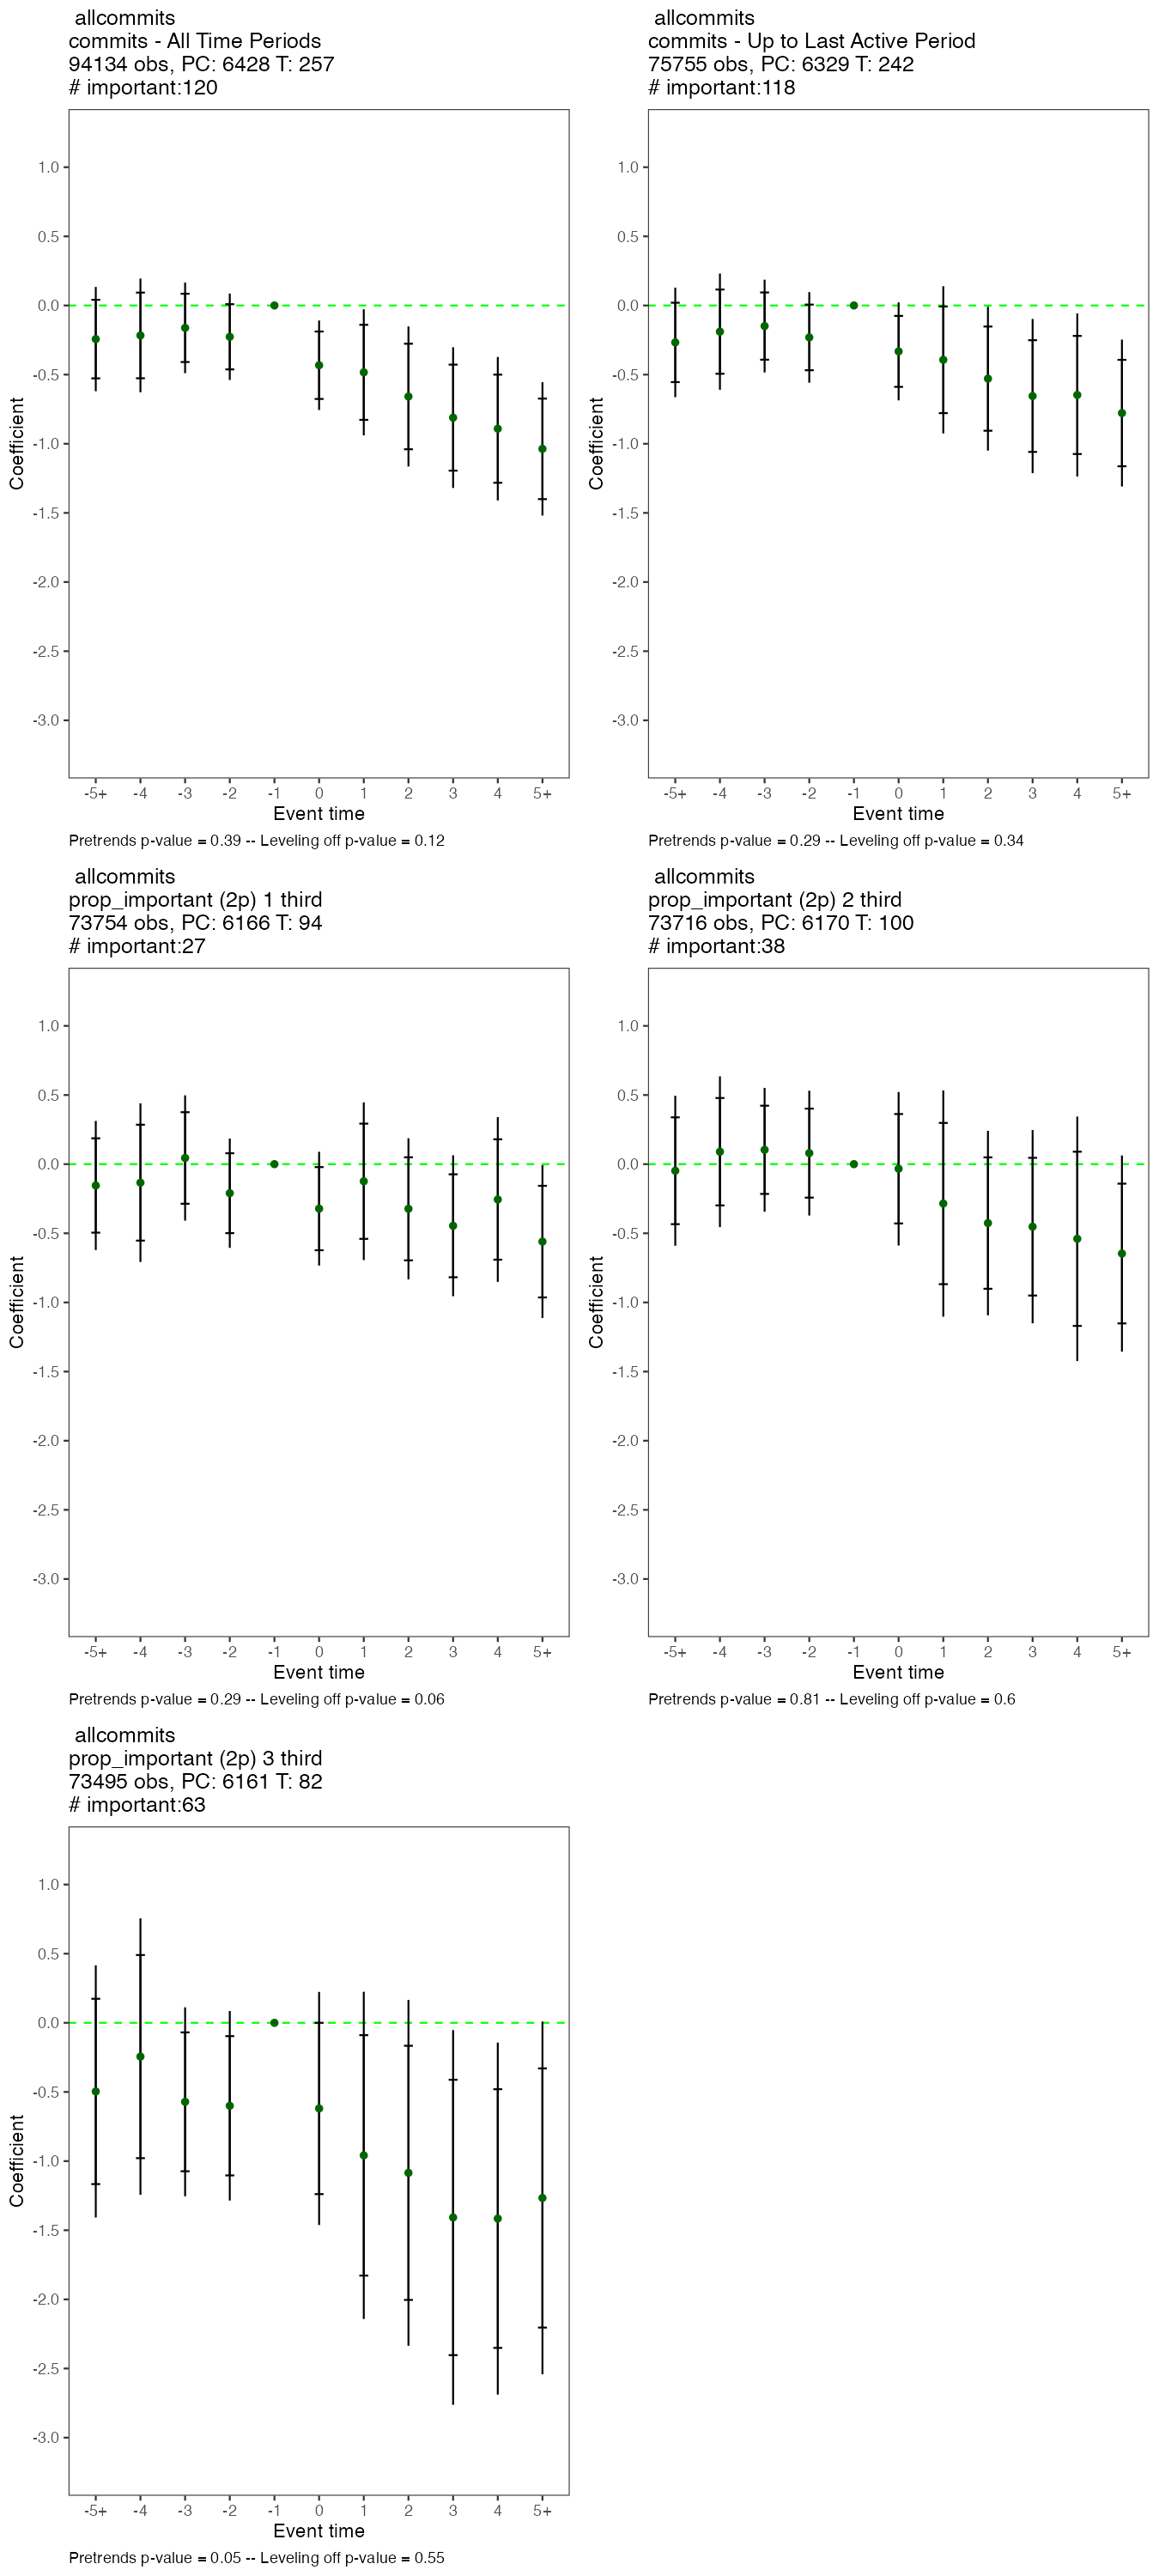 allcommits
commits - All Time Periods
94134 obs, PC: 6428 T: 257
# important:120
1.0
0.5
0.0
-0.5
-1.0
-1.5
-2.0
-2.5
-3.0
Coefficient
-5+ -4 -3 -2 -1 0 1 2 3 4 5+
Event time
Pretrends p-value = 0.39 -- Leveling off p-value = 0.12
allcommits
commits - Up to Last Active Period
75755 obs, PC: 6329 T: 242
# important:118
1.0
0.5
0.0
-0.5
-1.0
-1.5
-2.0
-2.5
-3.0
Coefficient
-5+ -4 -3 -2 -1 0 1 2 3 4 5+
Event time
Pretrends p-value = 0.29 -- Leveling off p-value = 0.34
allcommits
prop_important (2p) 1 third
73754 obs, PC: 6166 T: 94
# important:27
1.0
0.5
0.0
-0.5
-1.0
-1.5
-2.0
-2.5
-3.0
Coefficient
-5+ -4 -3 -2 -1 0 1 2 3 4 5+
Event time
Pretrends p-value = 0.29 -- Leveling off p-value = 0.06
allcommits
prop_important (2p) 2 third
73716 obs, PC: 6170 T: 100
# important:38
1.0
0.5
0.0
-0.5
-1.0
-1.5
-2.0
-2.5
-3.0
Coefficient
-5+ -4 -3 -2 -1 0 1 2 3 4 5+
Event time
Pretrends p-value = 0.81 -- Leveling off p-value = 0.6
allcommits
prop_important (2p) 3 third
73495 obs, PC: 6161 T: 82
# important:63
1.0
0.5
0.0
-0.5
-1.0
-1.5
-2.0
-2.5
-3.0
Coefficient
-5+ -4 -3 -2 -1 0 1 2 3 4 5+
Event time
Pretrends p-value = 0.05 -- Leveling off p-value = 0.55